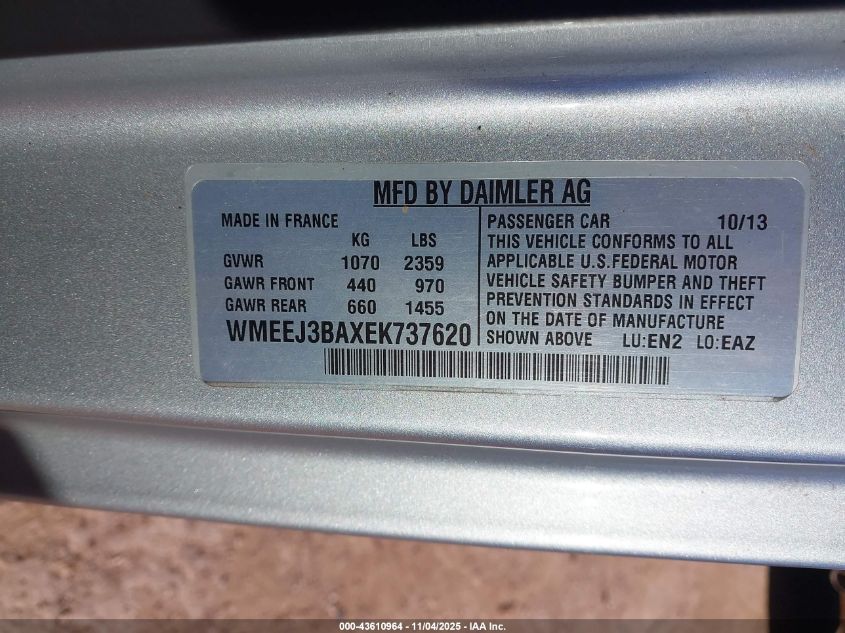 MFD BY DAIMLER AG
MADE IN FRANCE
KG LBS
GVWR 1070 2359
GAWR FRONT 440 970
GAWR REAR 660 1455
WMEEJ3BAXEK737620
PASSENGER CAR 10/13
THIS VEHICLE CONFORMS TO ALL
APPLICABLE U.S.FEDERAL MOTOR
VEHICLE SAFETY BUMPER AND THEFT
PREVENTION STANDARDS IN EFFECT
ON THE DATE OF MANUFACTURE
SHOWN ABOVE LU:EN2 LO:EAZ
000-43610964 - 11/04/2025 - IAA Inc.